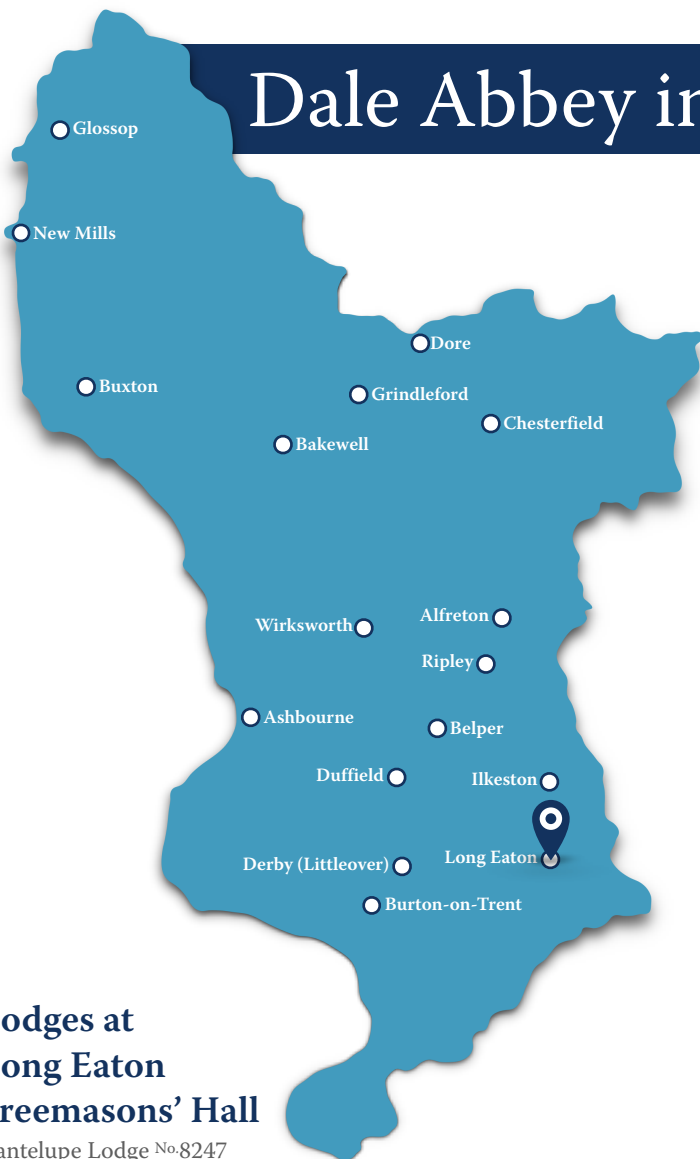 Dale Abbey in
Glossop
New Mills
Dore
Buxton
Grindleford
Chesterfield
Bakewell
Alfreton
Wirksworth
Ripley
Ashbourne
Belper
Duffield
Ilkeston
Long Eaton
Derby (Littleover)
Burton-on-Trent
odges at
ong Eaton
reemasons’ Hall
antelupe Lodge No.8247